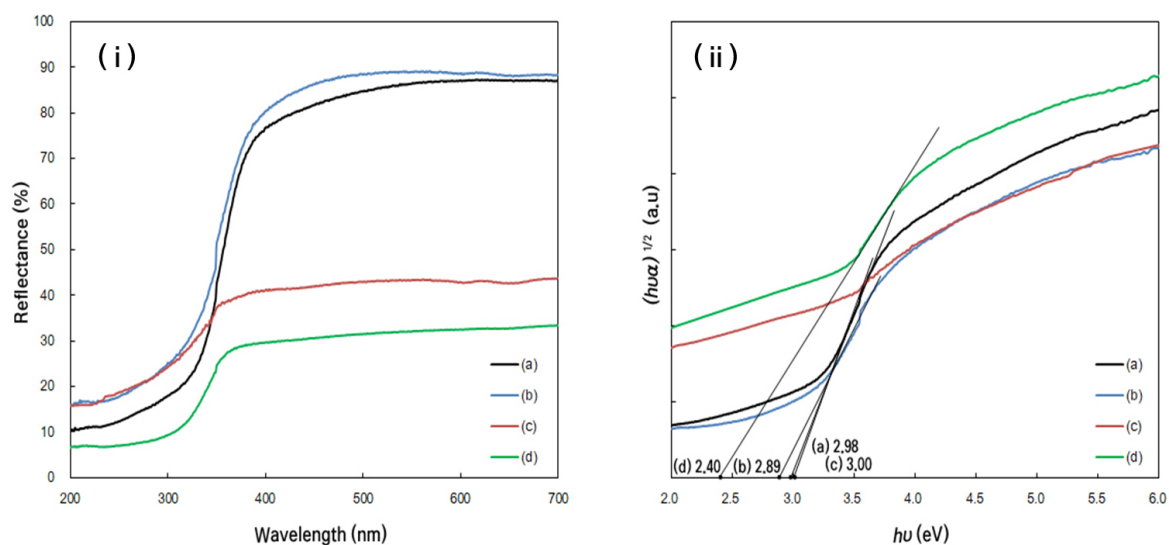 (i)
100
90
80
70
60
50
40
30
20
10
0
Reflectance (%)
200 300 400 500 600 700
Wavelength (nm)
(a)
(b)
(c)
(d)
(ii)
(hυα) 1/2 (a.u)
(a) 2,98
(d) 2,40 (b) 2,89 (c) 3,00
2.0 2.5 3.0 3.5 4.0 4.5 5.0 5.5 6.0
hυ (eV)
(a)
(b)
(c)
(d)